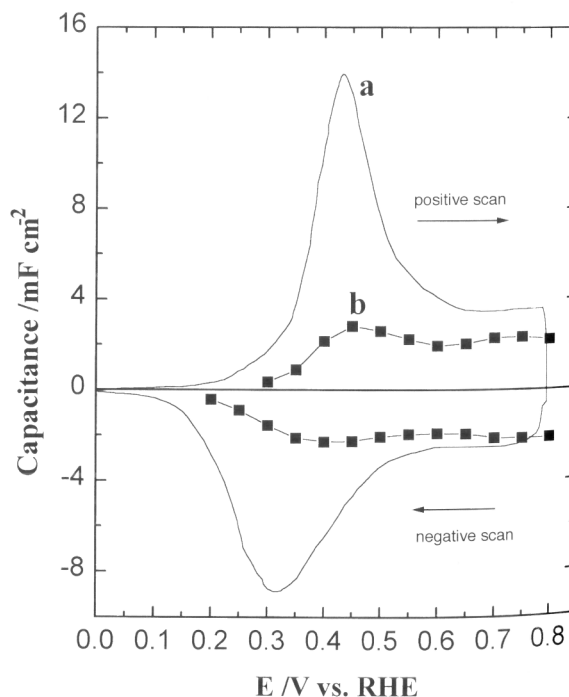 16
12
8
4
0
-4
-8
Capacitance /mF cm-2
a
b
positive scan
negative scan
0.0 0.1 0.2 0.3 0.4 0.5 0.6 0.7 0.8
E /V vs. RHE